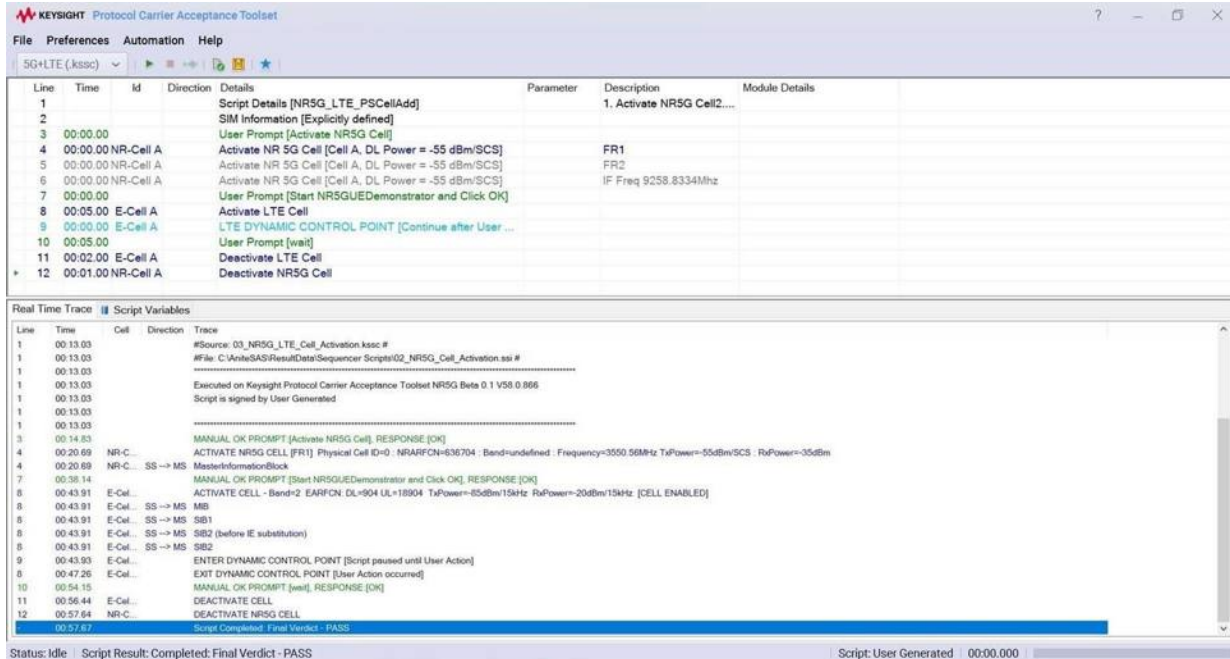 KEYSIGHT Protocol Carrier Acceptance Toolset
File Preferences Automation Help
5G+LTE (.kssc)
Line Time Id Direction Details Parameter Description Module Details
1 Script Details [NR5G_LTE_PSCellAdd] 1. Activate NR5G Cell2....
2 SIM Information [Explicitly defined]
3 00:00.00 User Prompt [Activate NR5G Cell]
4 00:00.00 NR-Cell A Activate NR 5G Cell [Cell A, DL Power = -55 dBm/SCS] FR1
5 00:00.00 NR-Cell A Activate NR 5G Cell [Cell A, DL Power = -55 dBm/SCS] FR2
6 00:00.00 NR-Cell A Activate NR 5G Cell [Cell A, DL Power = -55 dBm/SCS] IF Freq 9258.8334Mhz
7 00:00.00 User Prompt [Start NR5GUEDemonstrator and Click OK]
8 00:05.00 E-Cell A Activate LTE Cell
9 00:00.00 E-Cell A LTE DYNAMIC CONTROL POINT [Continue after User ...
10 00:05.00 User Prompt [wait]
11 00:02.00 E-Cell A Deactivate LTE Cell
12 00:01.00 NR-Cell A Deactivate NR5G Cell
Real Time Trace Script Variables
Line Time Cell Direction Trace
1 00:13.03 #Source: 03_NR5G_LTE_Cell_Activation.kssc #
1 00:13.03 #File: C:\AniteSAS\ResultData\Sequencer Scripts\02_NR5G_Cell_Activation.ssi #
1 00:13.03
1 00:13.03 Executed on Keysight Protocol Carrier Acceptance Toolset NR5G Beta 0.1 V58.0.866
1 00:13.03 Script is signed by User Generated
1 00:13.03
1 00:13.03
3 00:14.83 MANUAL OK PROMPT [Activate NR5G Cell], RESPONSE [OK]
4 00:20.69 NR-C... ACTIVATE NR5G CELL [FR1] Physical Cell ID=0 : NRARFCN=636704 : Band=undefined : Frequency=3550.56MHz TxPower=-55dBm/SCS : RxPower=-35dBm
4 00:20.69 NR-C... SS --> MS MasterInformationBlock
7 00:38.14 MANUAL OK PROMPT [Start NR5GUEDemonstrator and Click OK], RESPONSE [OK]
8 00:43.91 E-Cel... ACTIVATE CELL - Band=2 EARFCN: DL=904 UL=18904 TxPower=-85dBm/15kHz RxPower=-20dBm/15kHz [CELL ENABLED]
8 00:43.91 E-Cel... SS --> MS MIB
8 00:43.91 E-Cel... SS --> MS SIB1
8 00:43.91 E-Cel... SS --> MS SIB2 (before IE substitution)
8 00:43.91 E-Cel... SS --> MS SIB2
9 00:43.93 E-Cel... ENTER DYNAMIC CONTROL POINT [Script paused until User Action]
8 00:47.26 E-Cel... EXIT DYNAMIC CONTROL POINT [User Action occurred]
10 00:54.15 MANUAL OK PROMPT [wait], RESPONSE [OK]
11 00:56.44 E-Cel... DEACTIVATE CELL
12 00:57.64 NR-C... DEACTIVATE NR5G CELL
- 00:57.67 Script Completed: Final Verdict - PASS
Status: Idle Script Result: Completed: Final Verdict - PASS Script: User Generated 00:00.000